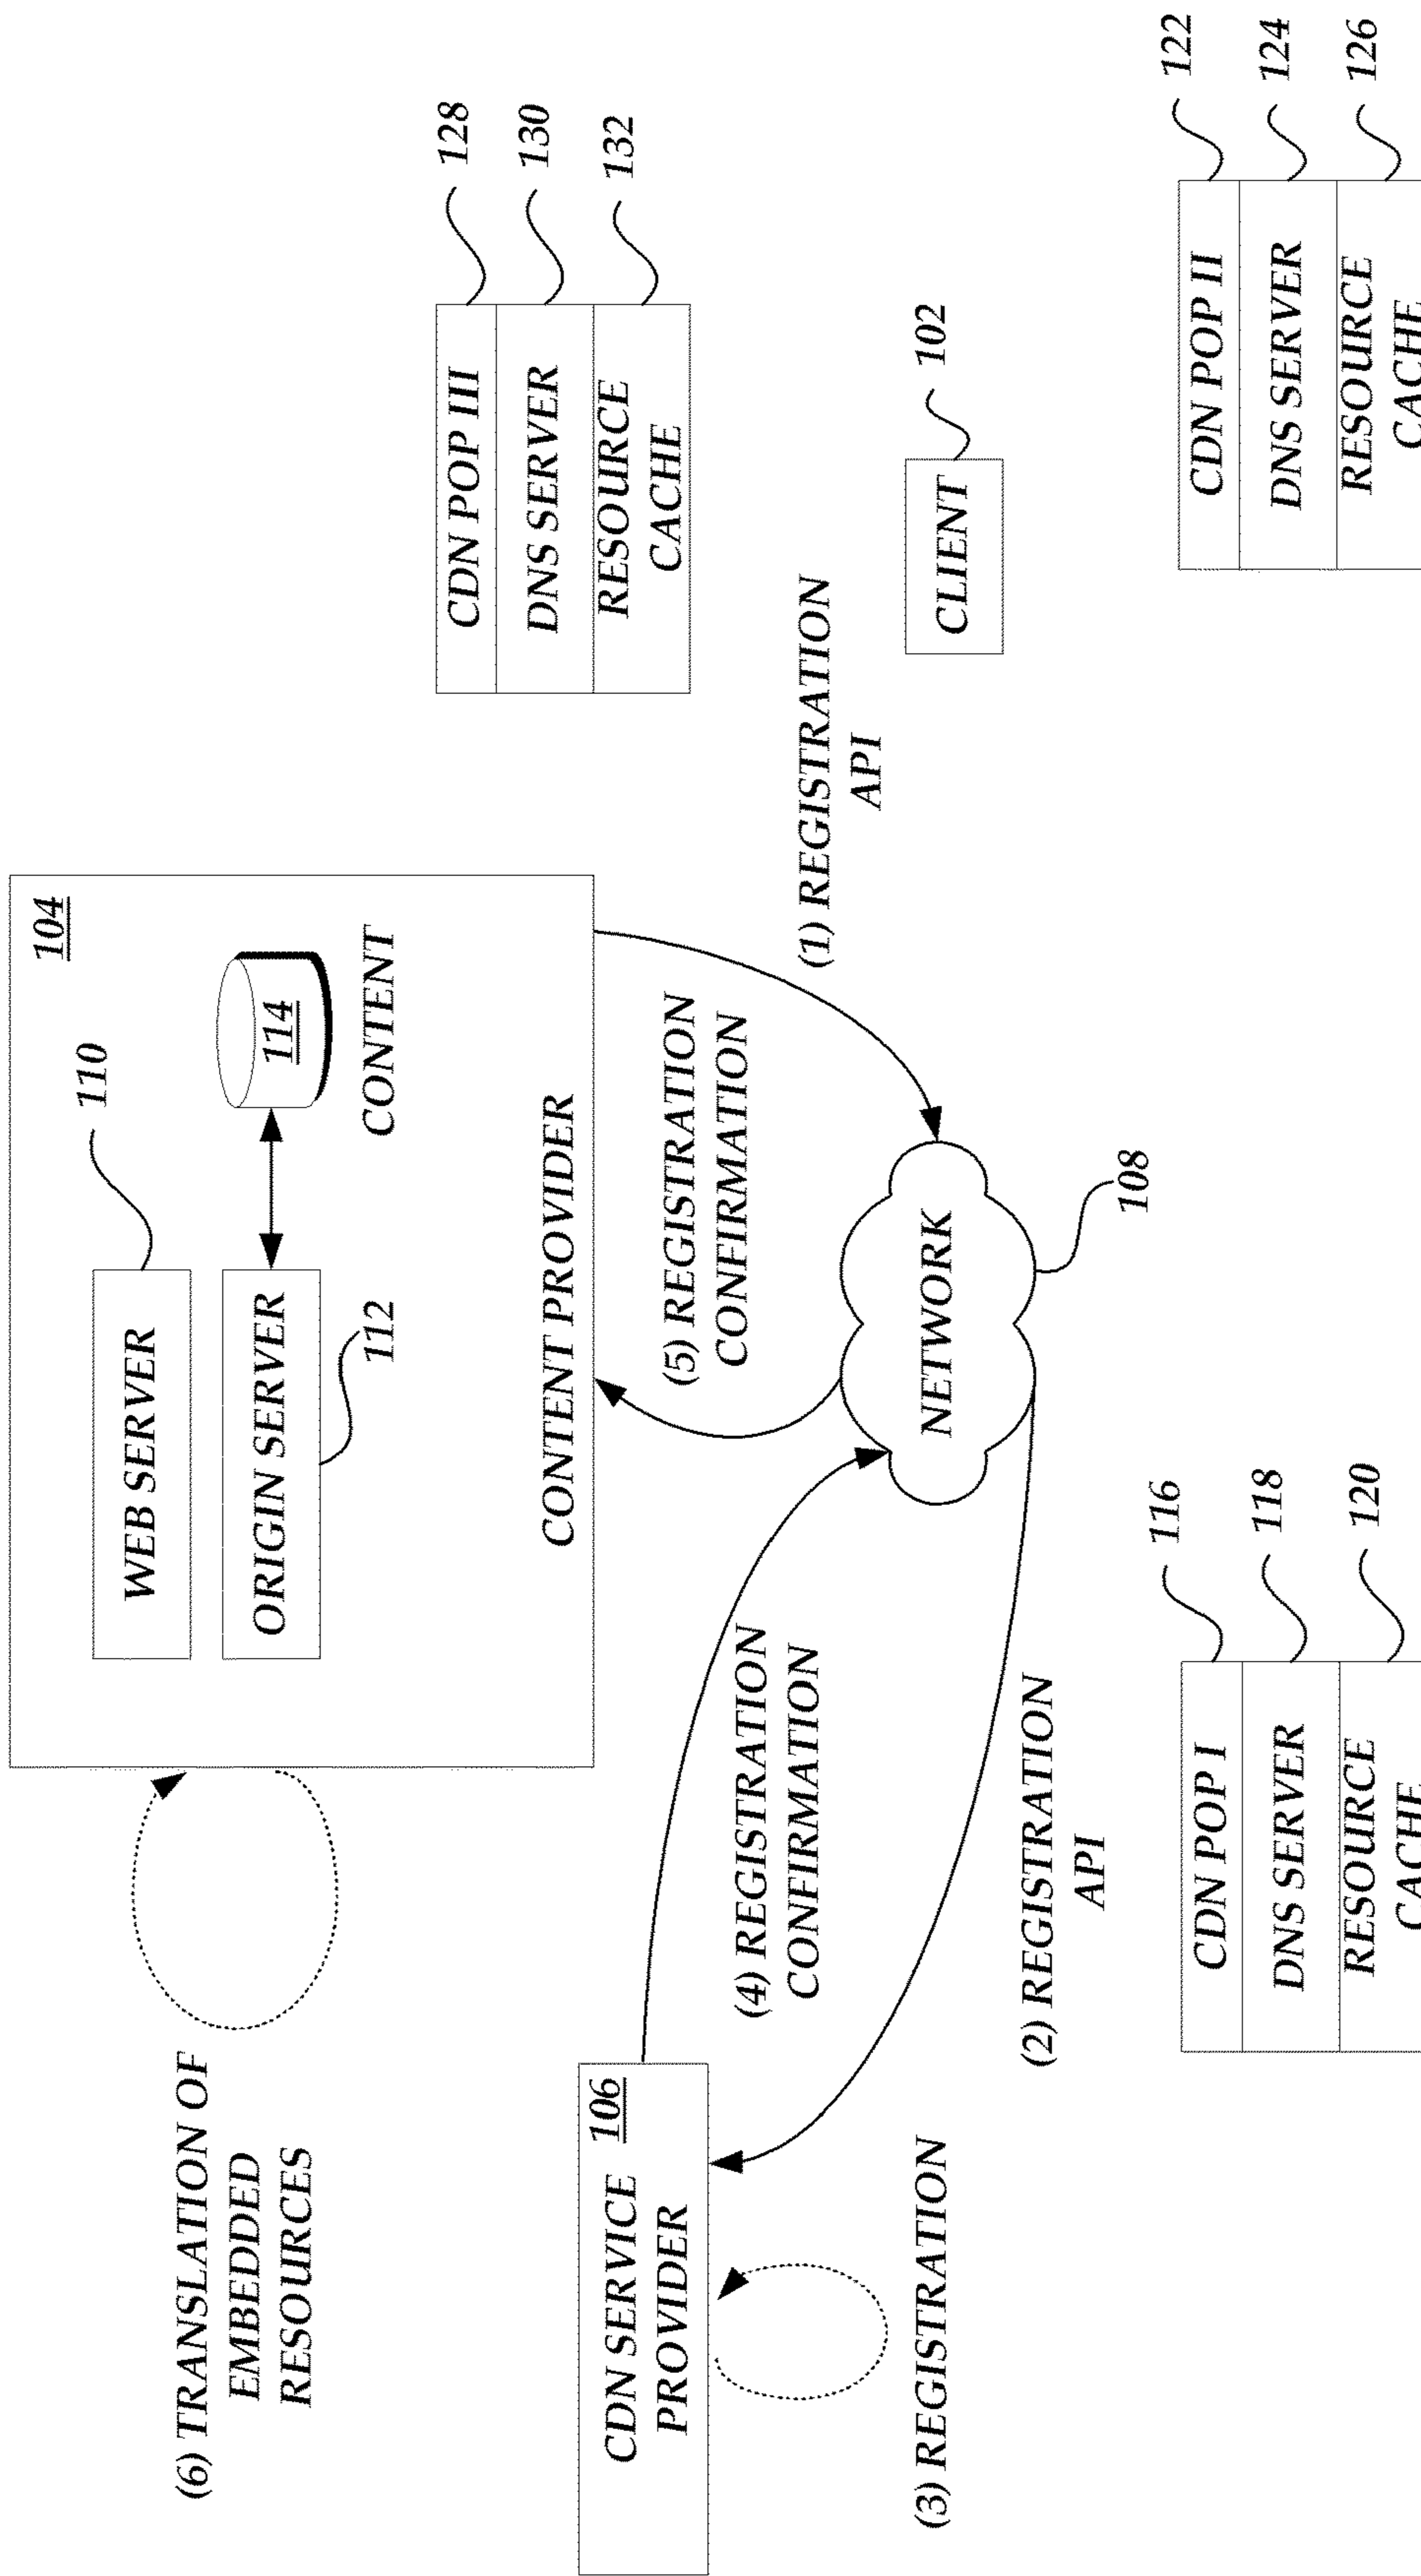 (6) TRANSLATION OF
EMBEDDED
RESOURCES
104
110
WEB SERVER
114
ORIGIN SERVER
112
CONTENT
CONTENT PROVIDER
128
CDN POP III
130
DNS SERVER
132
RESOURCE
CACHE
CDN SERVICE
PROVIDER
106
(5) REGISTRATION
CONFIRMATION
(4) REGISTRATION
CONFIRMATION
(1) REGISTRATION
API
NETWORK
108
CLIENT
102
(3) REGISTRATION
(2) REGISTRATION
API
116
CDN POP I
118
DNS SERVER
120
RESOURCE
CACHE
122
CDN POP II
124
DNS SERVER
126
RESOURCE
CACHE